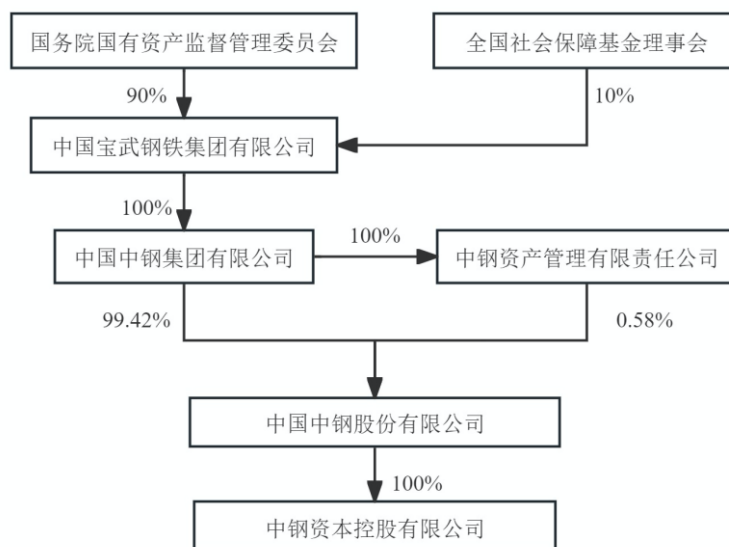 国务院国有资产监督管理委员会
全国社会保障基金理事会
90%
10%
中国宝武钢铁集团有限公司
100%
中国中钢集团有限公司
100%
中钢资产管理有限责任公司
99.42%
0.58%
中国中钢股份有限公司
100%
中钢资本控股有限公司